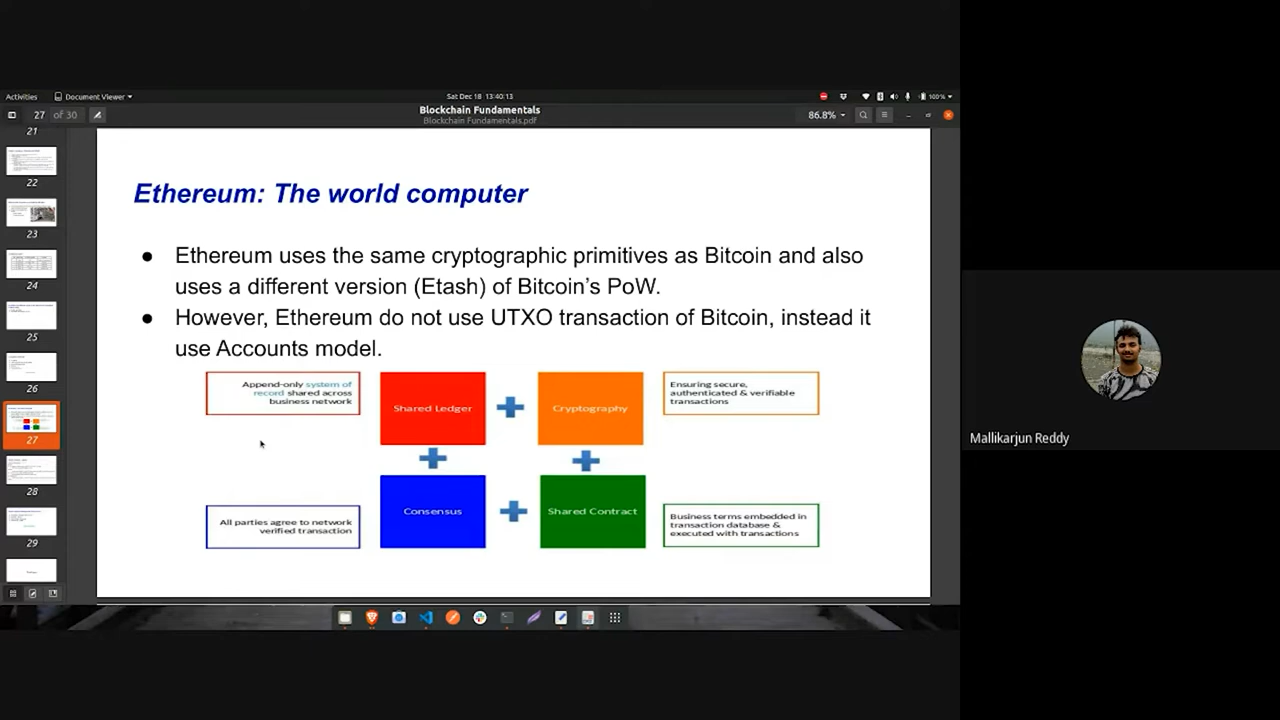 Activities
Document Viewer
Sat Dec 18 13:40:13
100%
27 of 30
Blockchain Fundamentals
Blockchain Fundamentals.pdf
86.8%
21
22
23
24
25
26
27
28
29
Ethereum: The world computer
● Ethereum uses the same cryptographic primitives as Bitcoin and also
uses a different version (Etash) of Bitcoin's PoW.
● However, Ethereum do not use UTXO transaction of Bitcoin, instead it
use Accounts model.
Append-only system of
record shared across
business network
Shared Ledger
Cryptography
Ensuring secure,
authenticated & verifiable
transactions
All parties agree to network
verified transaction
Consensus
Shared Contract
Business terms embedded in
transaction database &
executed with transactions
Mallikarjun Reddy